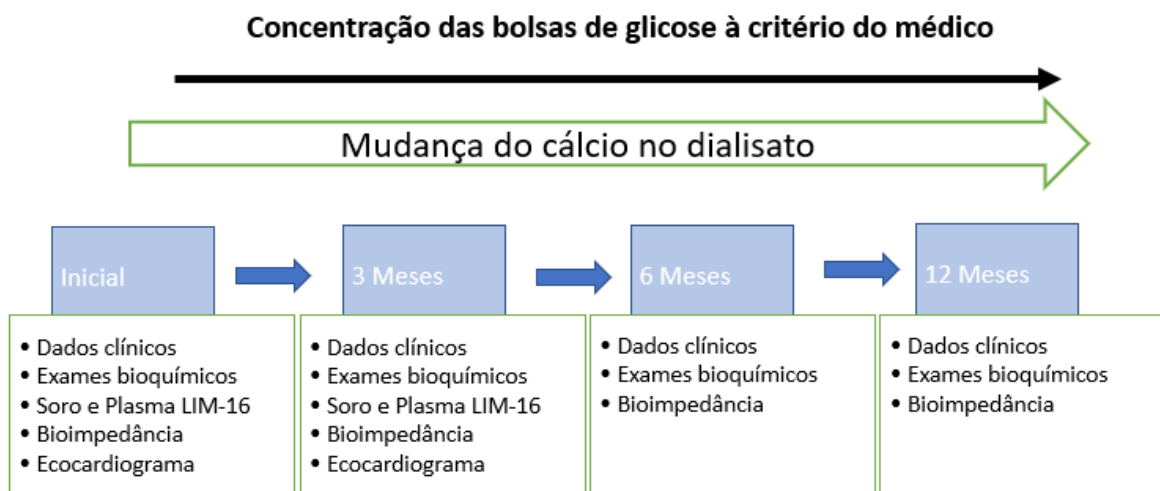 Concentração das bolsas de glicose à critério do médico
Mudança do cálcio no dialisato
Inicial
• Dados clínicos
• Exames bioquímicos
• Soro e Plasma LIM-16
• Bioimpedância
• Ecocardiograma
3 Meses
• Dados clínicos
• Exames bioquímicos
• Soro e Plasma LIM-16
• Bioimpedância
• Ecocardiograma
6 Meses
• Dados clínicos
• Exames bioquímicos
• Bioimpedância
12 Meses
• Dados clínicos
• Exames bioquímicos
• Bioimpedância